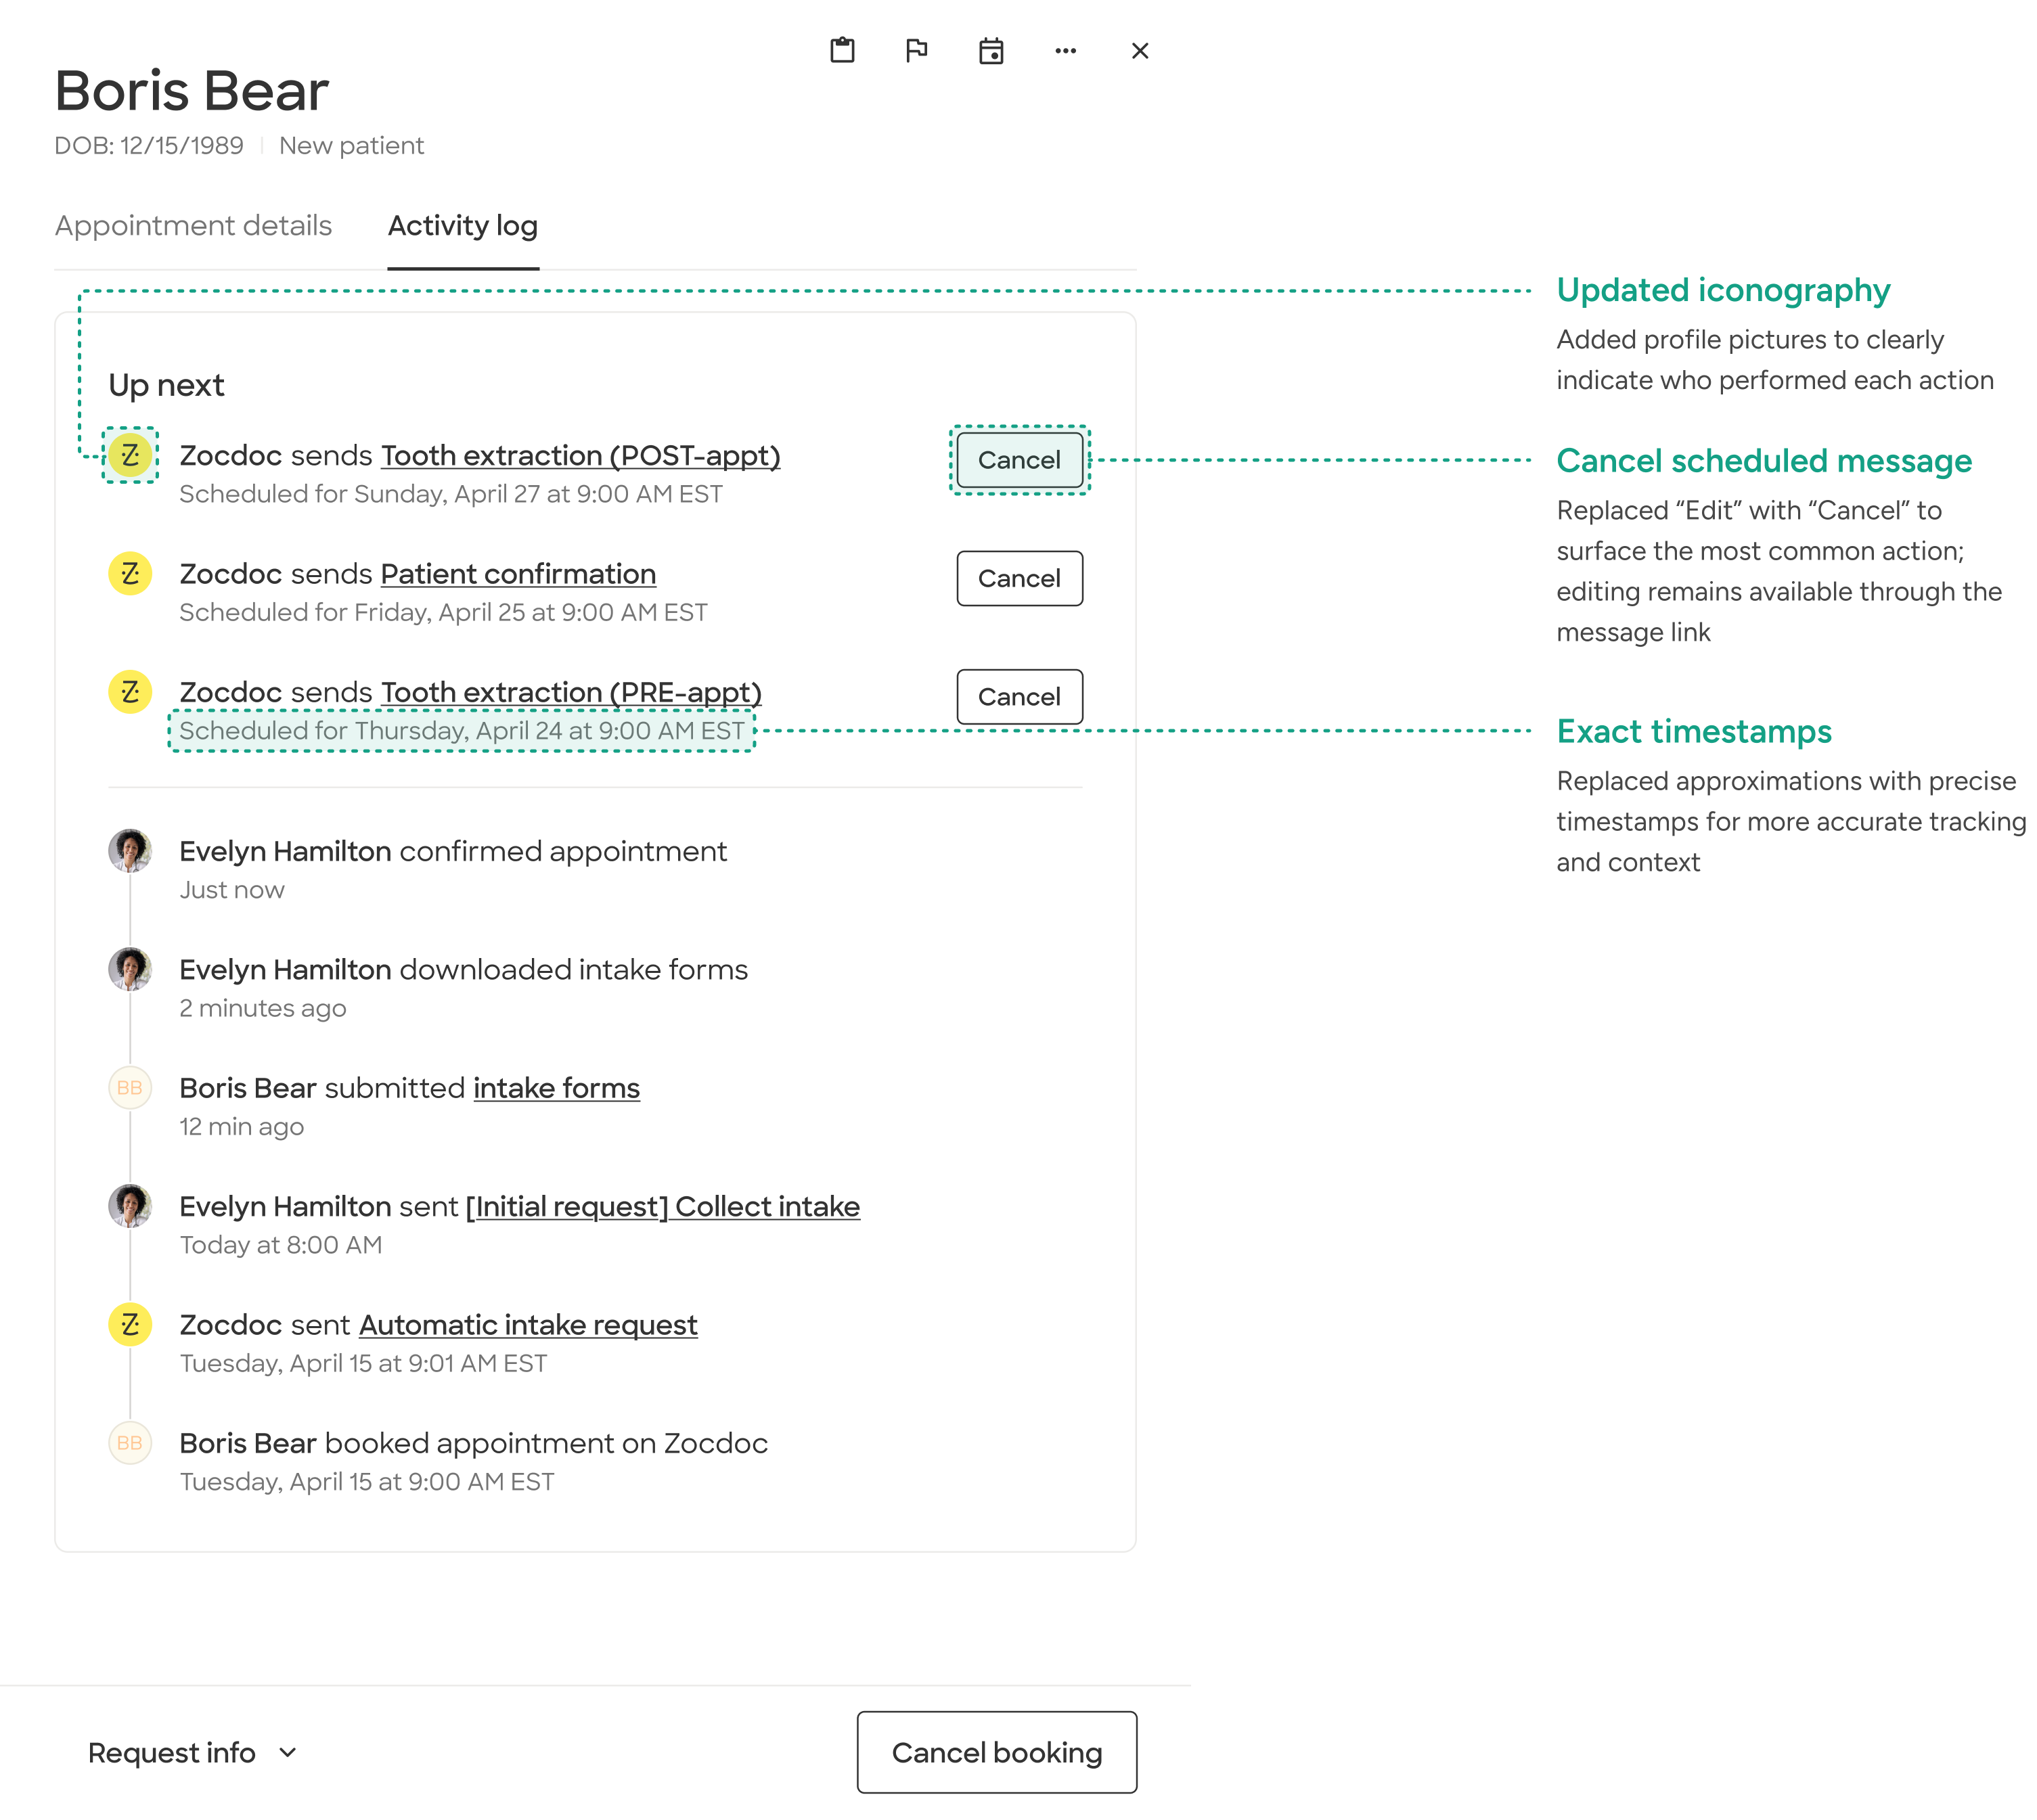 Boris Bear
DOB: 12/15/1989 | New patient
Appointment details
Activity log
Updated iconography
Added profile pictures to clearly
indicate who performed each action
Up next
Z
Zocdoc sends Tooth extraction (POST-appt)
Scheduled for Sunday, April 27 at 9:00 AM EST
Cancel
Cancel scheduled message
Replaced “Edit” with “Cancel” to
surface the most common action;
editing remains available through the
message link
Z
Zocdoc sends Patient confirmation
Scheduled for Friday, April 25 at 9:00 AM EST
Cancel
Z
Zocdoc sends Tooth extraction (PRE-appt)
Scheduled for Thursday, April 24 at 9:00 AM EST
Cancel
Exact timestamps
Replaced approximations with precise
timestamps for more accurate tracking
and context
Evelyn Hamilton confirmed appointment
Just now
Evelyn Hamilton downloaded intake forms
2 minutes ago
BB
Boris Bear submitted intake forms
12 min ago
Evelyn Hamilton sent [Initial request] Collect intake
Today at 8:00 AM
Z
Zocdoc sent Automatic intake request
Tuesday, April 15 at 9:01 AM EST
BB
Boris Bear booked appointment on Zocdoc
Tuesday, April 15 at 9:00 AM EST
Request info
Cancel booking